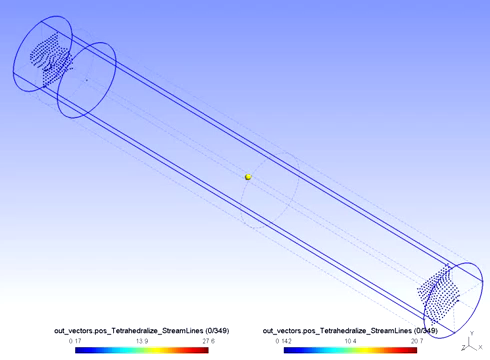 out_vectors.pos_Tetrahedralize_StreamLines (0/349)
0.17 13.9 27.6
out_vectors.pos_Tetrahedralize_StreamLines (0/349)
0.142 10.4 20.7
Y
Z X